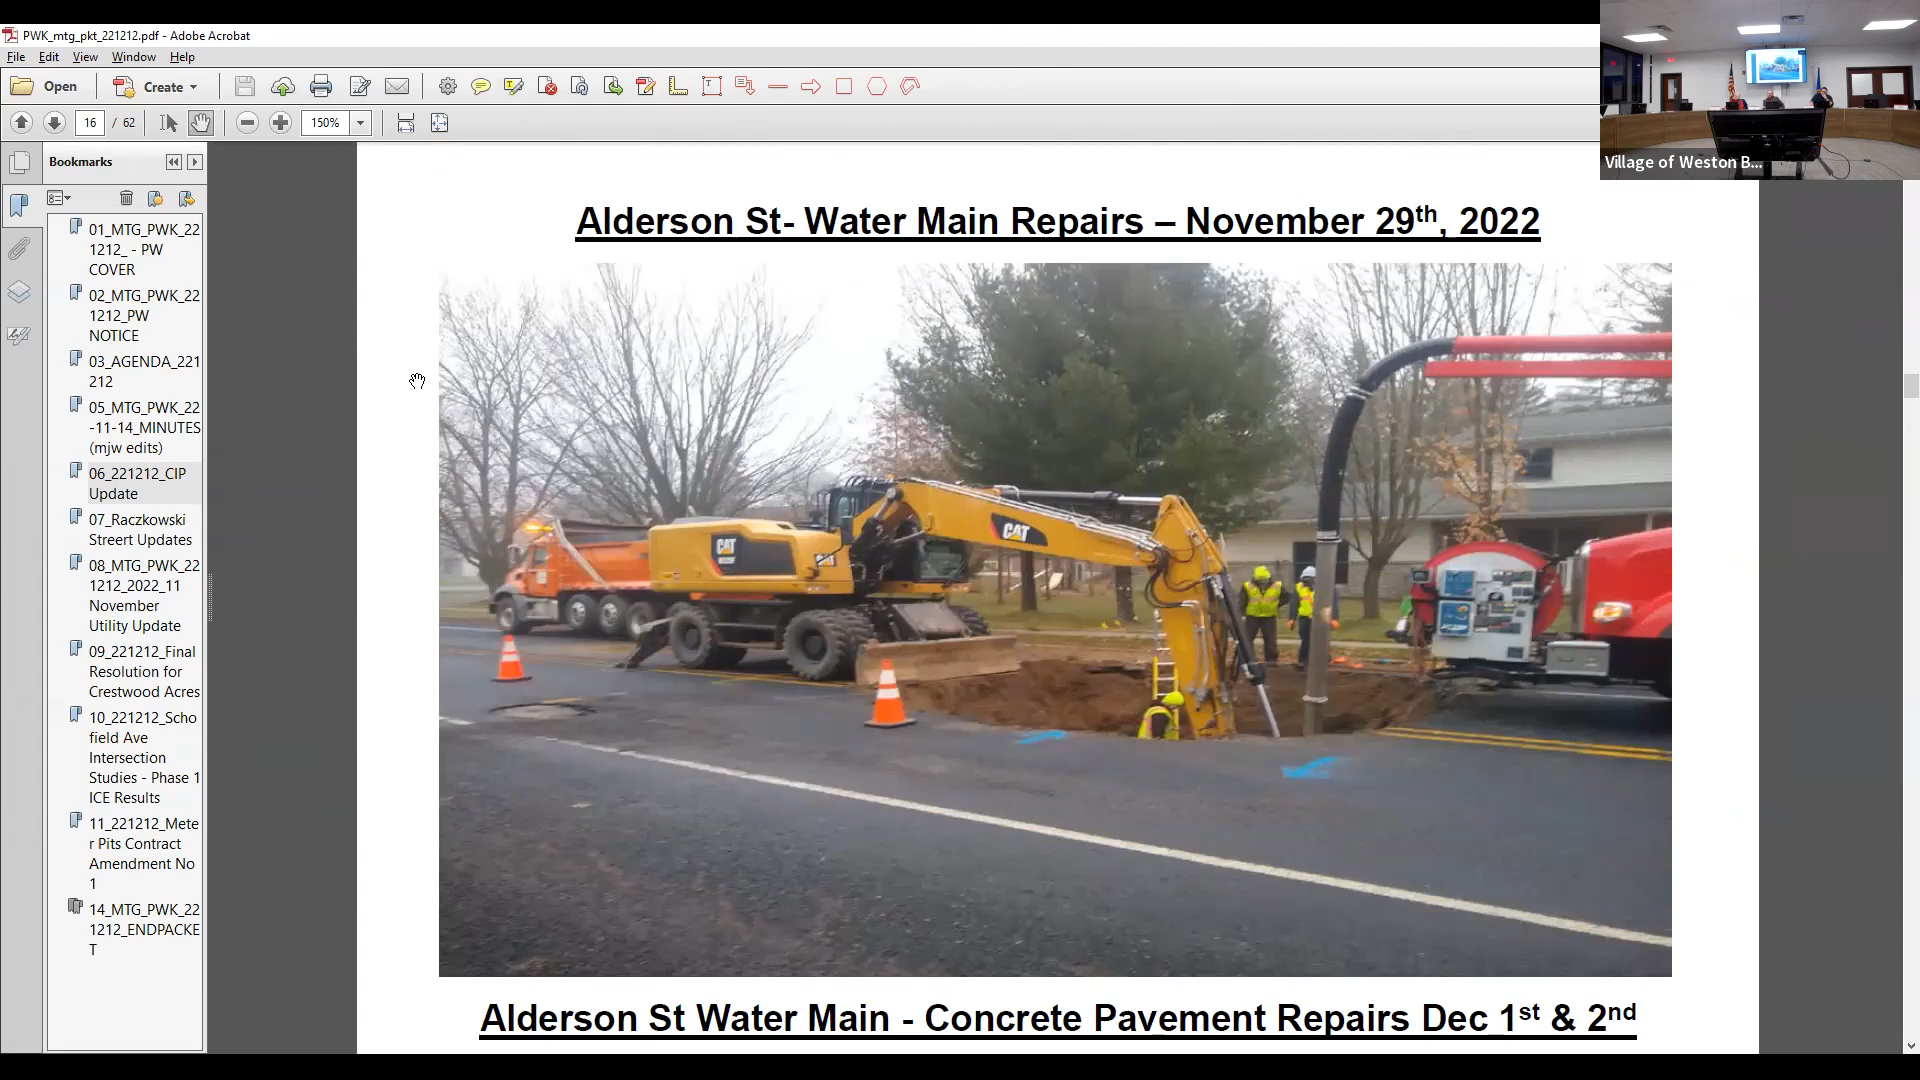 PWK_mtg_pkt_221212.pdf - Adobe Acrobat
File Edit View Window Help
Open Create
16 / 62 150%
Village of Weston B...
Bookmarks
01_MTG_PWK_22
1212_ - PW
COVER
02_MTG_PWK_22
1212_PW
NOTICE
03_AGENDA_221
212
05_MTG_PWK_22
-11-14_MINUTES
(mjw edits)
06_221212_CIP
Update
07_Raczkowski
Streert Updates
08_MTG_PWK_22
1212_2022_11
November
Utility Update
09_221212_Final
Resolution for
Crestwood Acres
10_221212_Scho
field Ave
Intersection
Studies - Phase 1
ICE Results
11_221212_Mete
r Pits Contract
Amendment No
1
14_MTG_PWK_22
1212_ENDPACKE
T
Alderson St- Water Main Repairs – November 29th, 2022
CAT
CAT
CAT
Alderson St Water Main - Concrete Pavement Repairs Dec 1st & 2nd